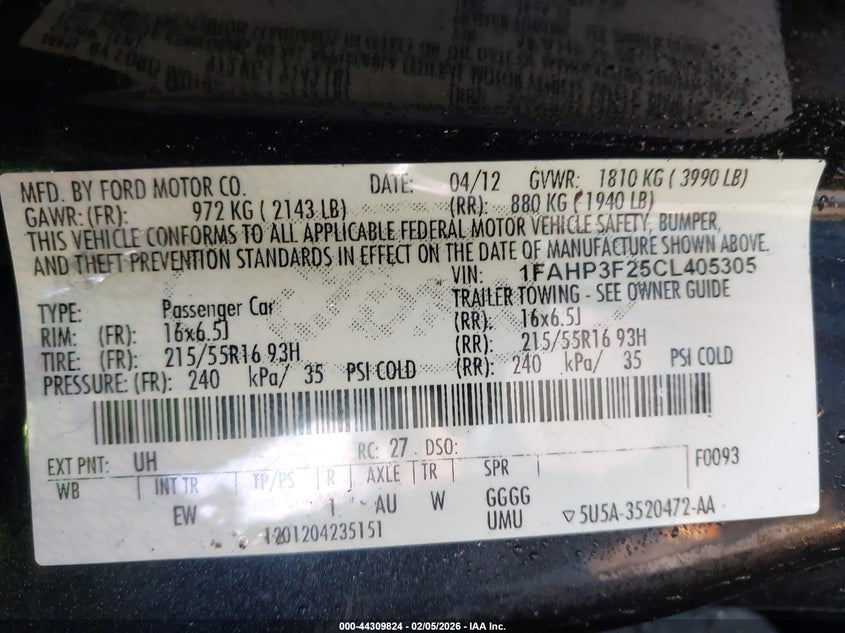 MFD. BY FORD MOTOR CO. DATE: 04/12 GVWR: 1810 KG ( 3990 LB)
GAWR: (FR): 972 KG ( 2143 LB) (RR): 880 KG ( 1940 LB)
THIS VEHICLE CONFORMS TO ALL APPLICABLE FEDERAL MOTOR VEHICLE SAFETY, BUMPER,
AND THEFT PREVENTION STANDARDS IN EFFECT ON THE DATE OF MANUFACTURE SHOWN ABOVE.
VIN: 1FAHP3F25CL405305
TYPE: Passenger Car TRAILER TOWING - SEE OWNER GUIDE
RIM: (FR): 16x6.5J (RR): 16x6.5J
TIRE: (FR): 215/55R16 93H (RR): 215/55R16 93H
PRESSURE: (FR): 240 kPa/ 35 PSI COLD (RR): 240 kPa/ 35 PSI COLD
EXT PNT: UH RC: 27 . DSO: F0093
WB INT TR TP/PS R AXLE TR SPR
EW 1 AU W GGGG
UMU 5U5A-3520472-AA
1201204235151
000-44309824 - 02/05/2026 - IAA Inc.